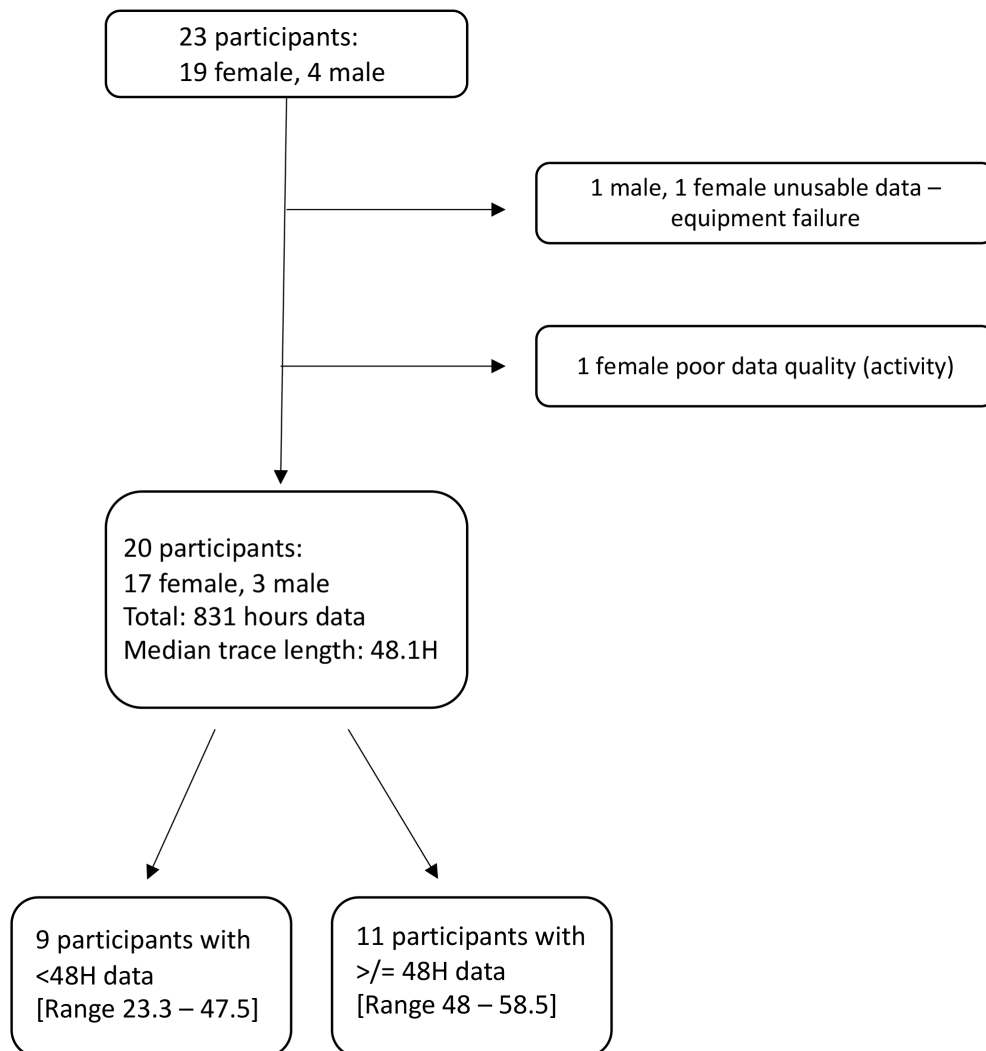 23 participants:
19 female, 4 male
1 male, 1 female unusable data –
equipment failure
1 female poor data quality (activity)
20 participants:
17 female, 3 male
Total: 831 hours data
Median trace length: 48.1H
9 participants with
<48H data
[Range 23.3 – 47.5]
11 participants with
>/= 48H data
[Range 48 – 58.5]